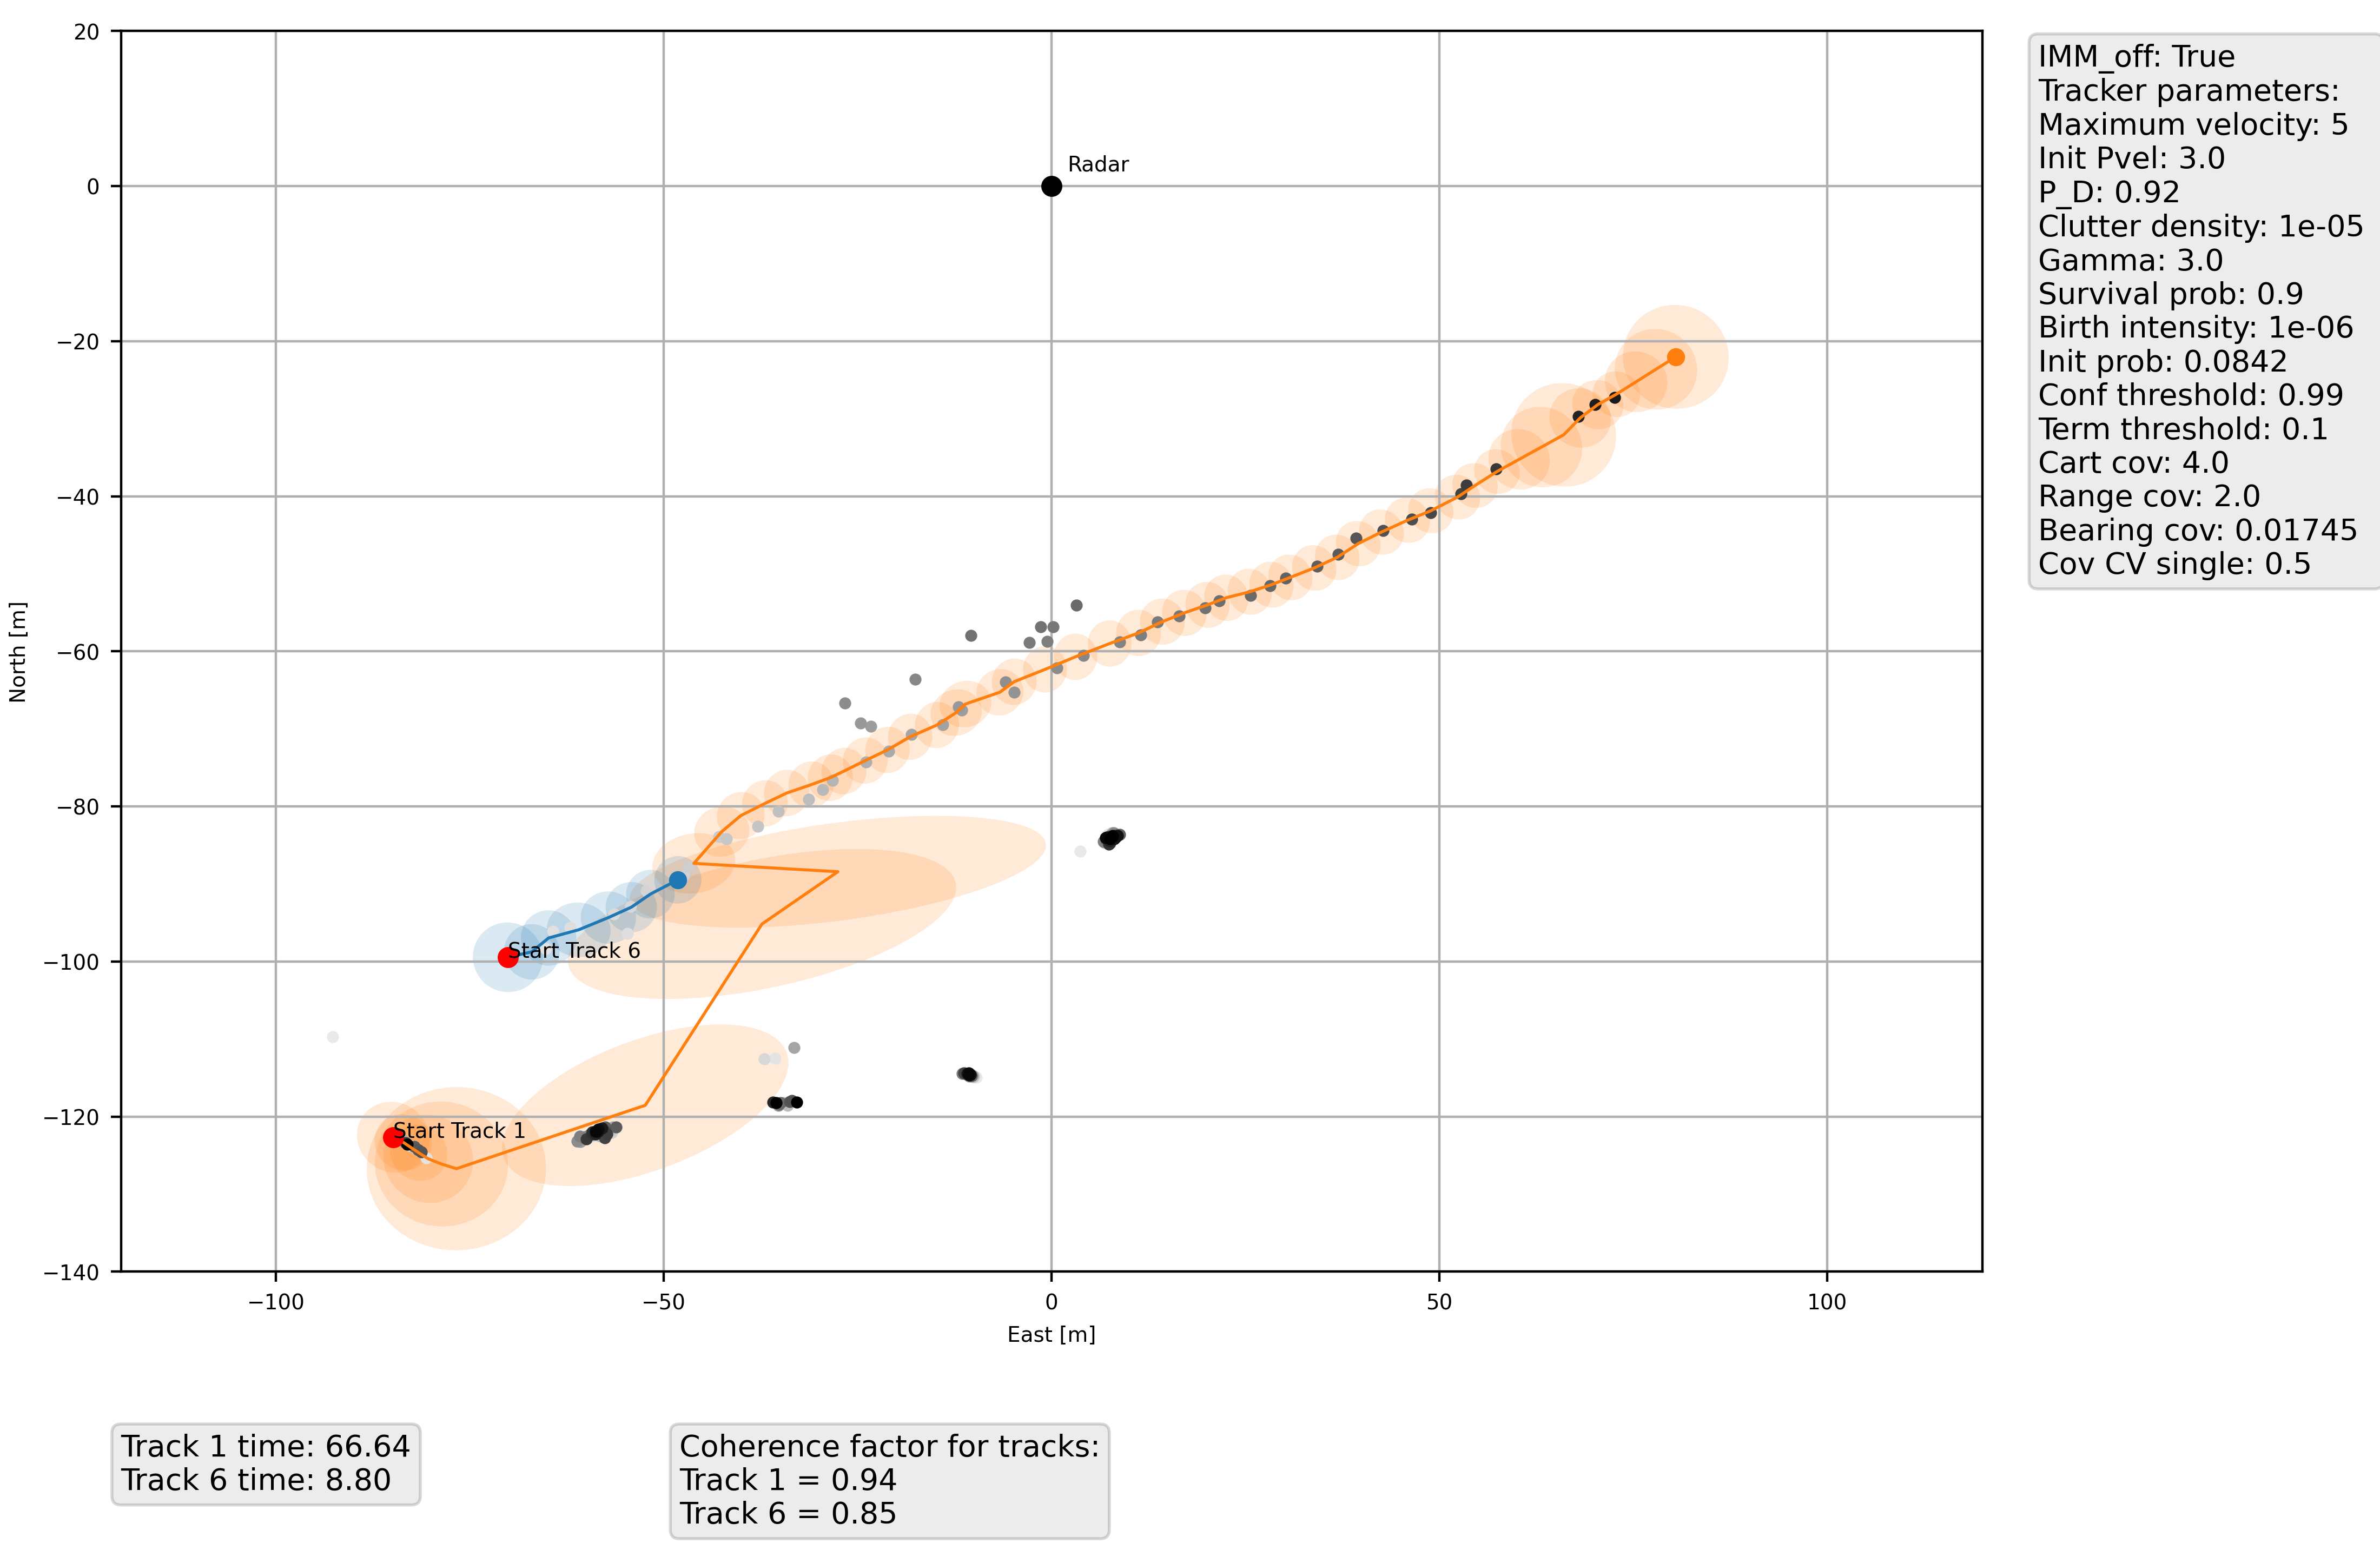 20
0
−20
−40
−60
−80
−100
−120
−140
North [m]
Radar
Start Track 6
Start Track 1
−100
−50
0
50
100
East [m]
IMM_off: True
Tracker parameters:
Maximum velocity: 5
Init Pvel: 3.0
P_D: 0.92
Clutter density: 1e-05
Gamma: 3.0
Survival prob: 0.9
Birth intensity: 1e-06
Init prob: 0.0842
Conf threshold: 0.99
Term threshold: 0.1
Cart cov: 4.0
Range cov: 2.0
Bearing cov: 0.01745
Cov CV single: 0.5
Track 1 time: 66.64
Track 6 time: 8.80
Coherence factor for tracks:
Track 1 = 0.94
Track 6 = 0.85